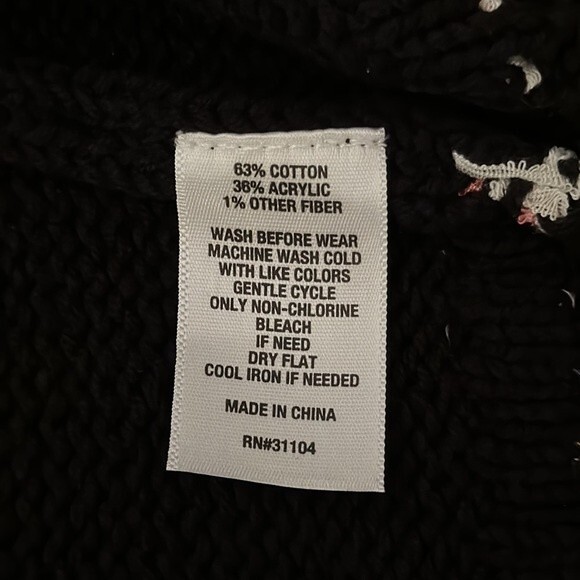 63% COTTON
36% ACRYLIC
1% OTHER FIBER
WASH BEFORE WEAR
MACHINE WASH COLD
WITH LIKE COLORS
GENTLE CYCLE
ONLY NON-CHLORINE
BLEACH
IF NEED
DRY FLAT
COOL IRON IF NEEDED
MADE IN CHINA
RN#31104